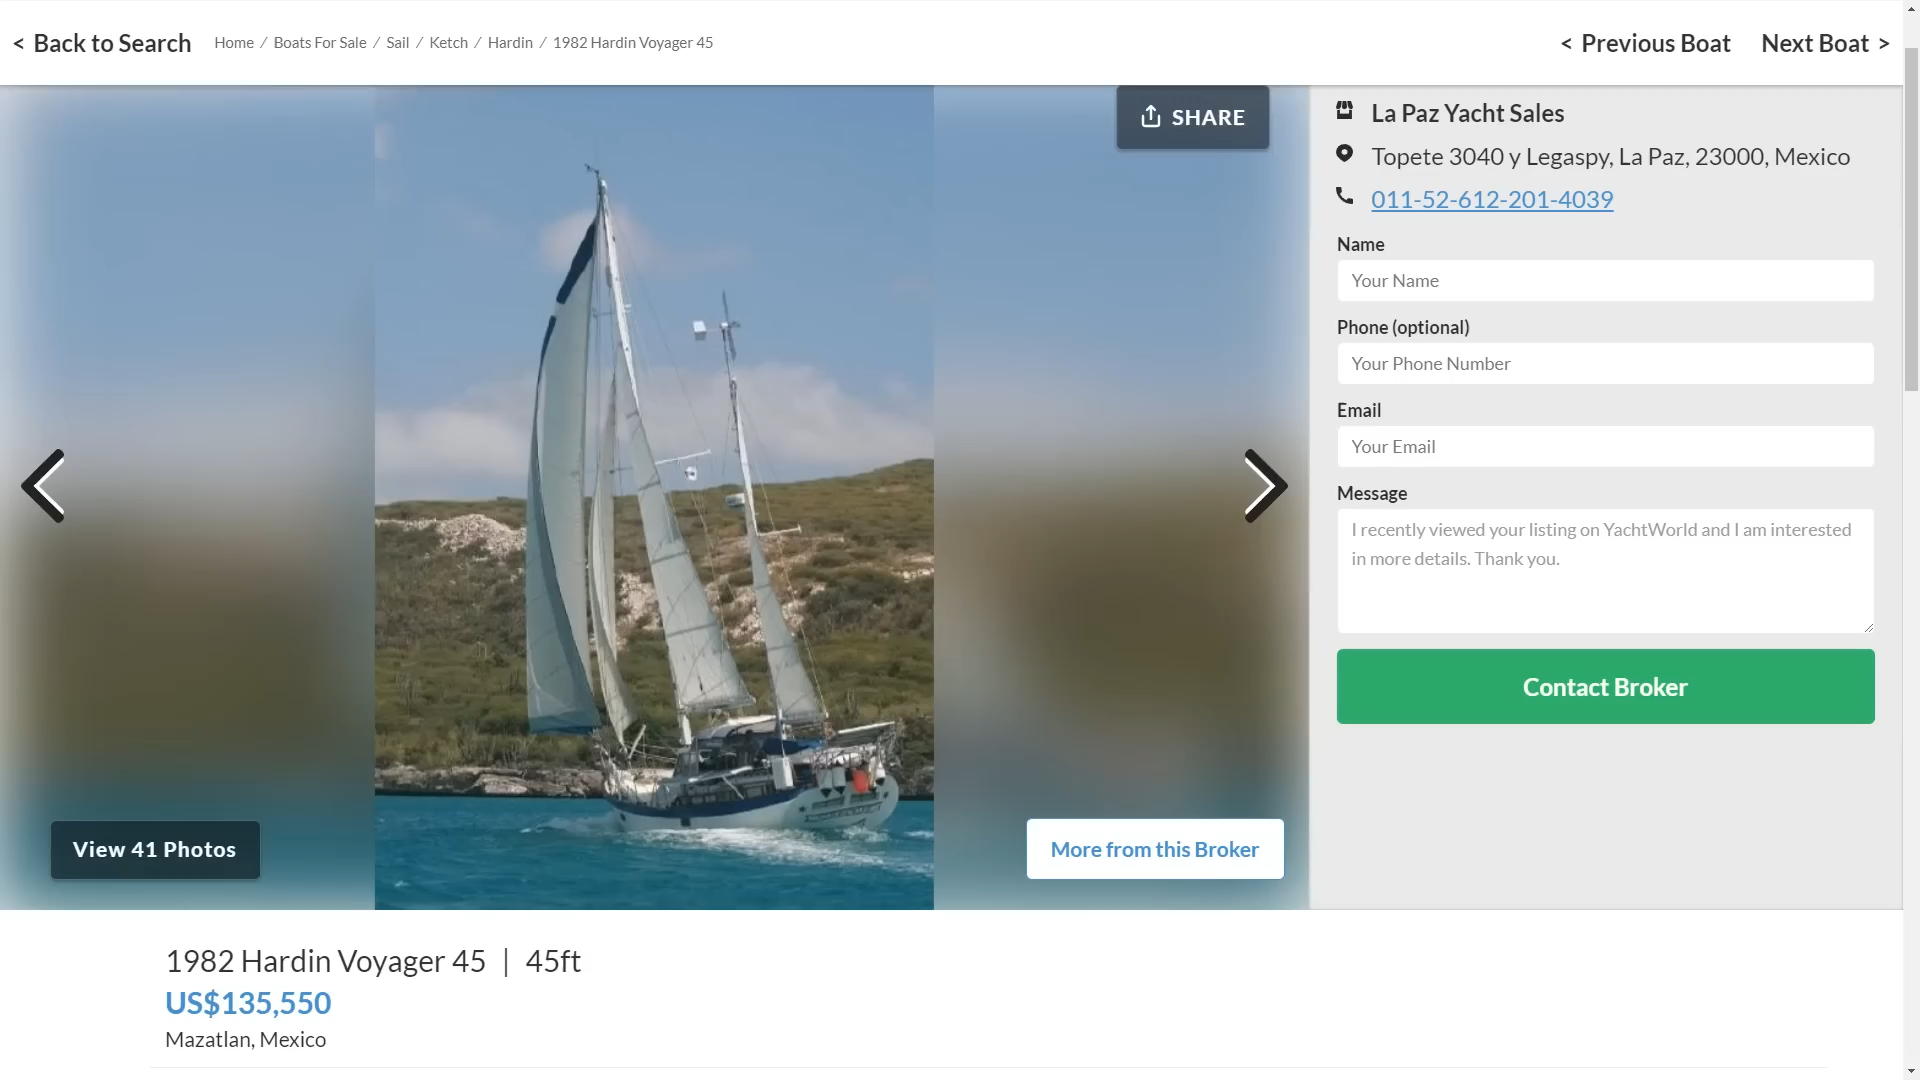 < Back to Search
Home / Boats For Sale / Sail / Ketch / Hardin / 1982 Hardin Voyager 45
< Previous Boat
Next Boat >
SHARE
View 41 Photos
More from this Broker
La Paz Yacht Sales
Topete 3040 y Legaspy, La Paz, 23000, Mexico
011-52-612-201-4039
Name
Your Name
Phone (optional)
Your Phone Number
Email
Your Email
Message
I recently viewed your listing on YachtWorld and I am interested
in more details. Thank you.
Contact Broker
1982 Hardin Voyager 45 | 45ft
US$135,550
Mazatlan, Mexico